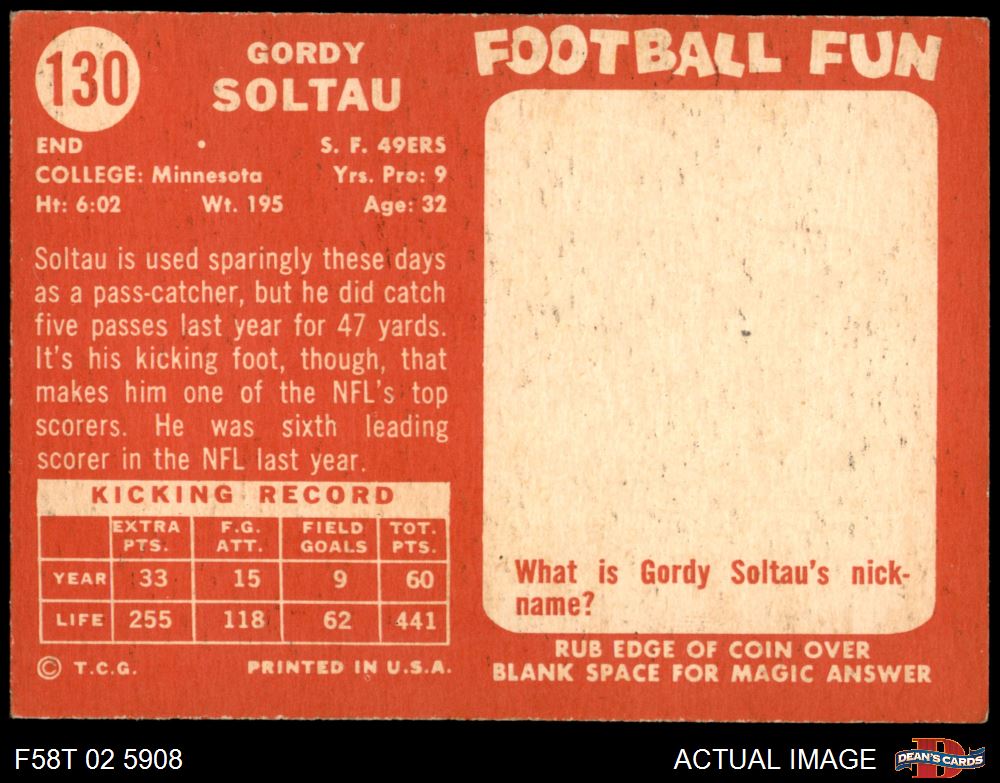 130
GORDY
SOLTAU
END • S. F. 49ERS
COLLEGE: Minnesota Yrs. Pro: 9
Ht: 6:02 Wt. 195 Age: 32
Soltau is used sparingly these days
as a pass-catcher, but he did catch
five passes last year for 47 yards.
It's his kicking foot, though, that
makes him one of the NFL's top
scorers. He was sixth leading
scorer in the NFL last year.
KICKING RECORD
EXTRA PTS. F.G. ATT. FIELD GOALS TOT. PTS.
YEAR 33 15 9 60
LIFE 255 118 62 441
© T.C.G. PRINTED IN U.S.A.
FOOTBALL FUN
What is Gordy Soltau's nick-
name?
RUB EDGE OF COIN OVER
BLANK SPACE FOR MAGIC ANSWER
F58T 02 5908 ACTUAL IMAGE
D
DEAN'S CARDS